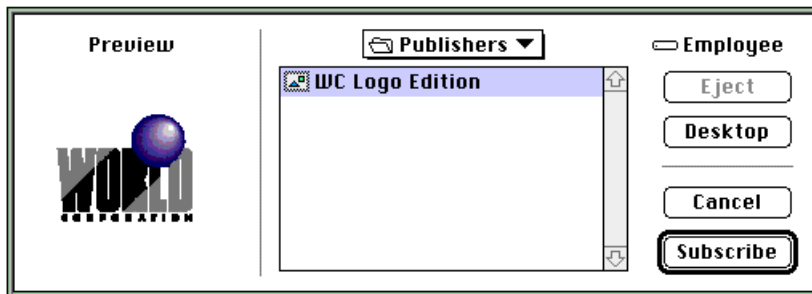 Preview
WORLD
CORPORATION
Publishers
WC Logo Edition
Employee
Eject
Desktop
Cancel
Subscribe